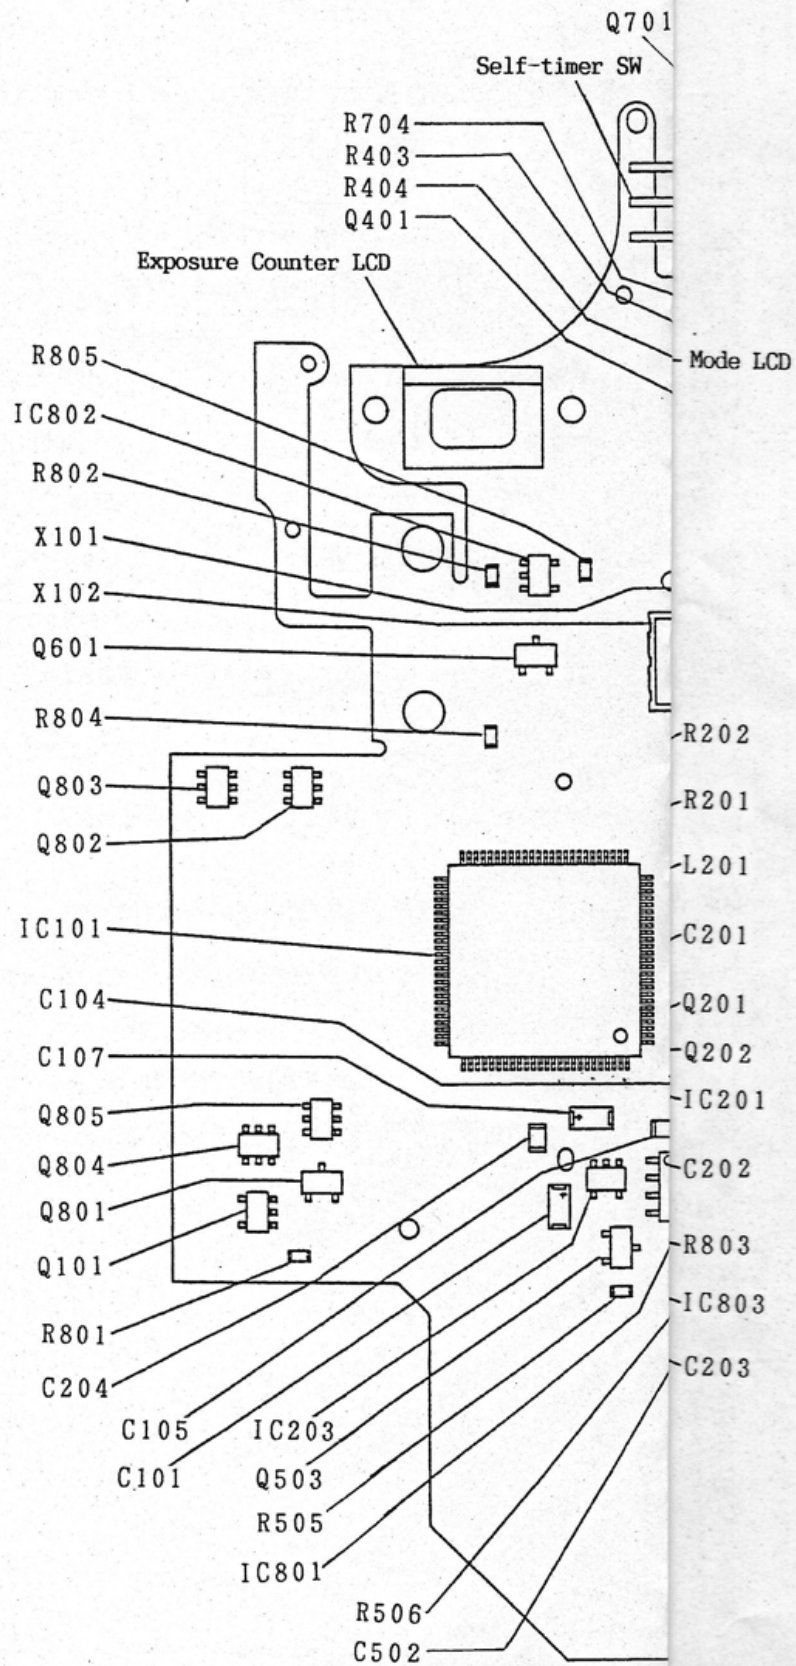 Q701
Self-timer SW
R704
R403
R404
Q401
Exposure Counter LCD
R805
Mode LCD
IC802
R802
X101
X102
Q601
R804
R202
Q803
R201
Q802
L201
IC101
C201
C104
Q201
C107
Q202
Q805
IC201
Q804
C202
Q801
Q101
R803
R801
IC803
C204
C203
C105
IC203
C101
Q503
R505
IC801
R506
C502